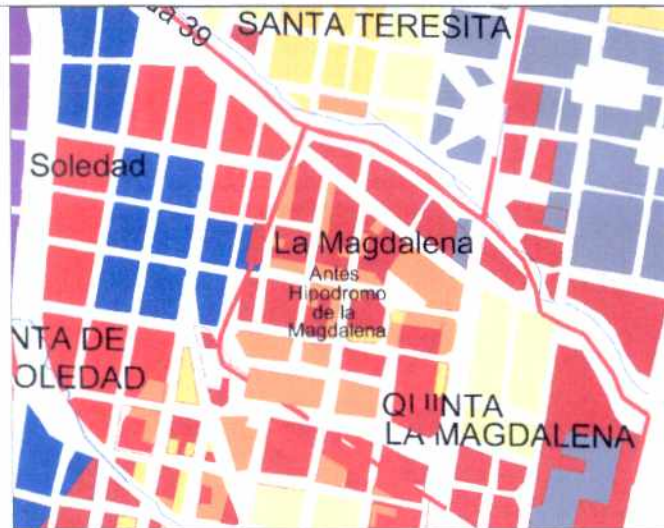 39
SANTA TERESITA
Soledad
La Magdalena
Antes
Hipodromo
de la
Magdalena
NTA DE
OLEDAD
QUINTA
LA MAGDALENA